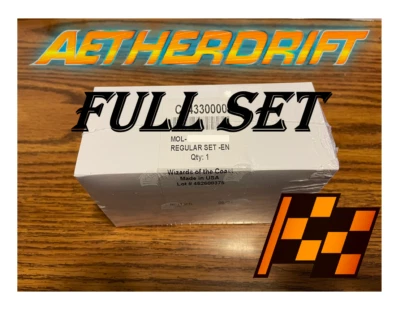 AETHERDRIFT
FULL SET
MOL-
REGULAR SET -EN
Qty: 1
Wizards of the Coast
Made in USA